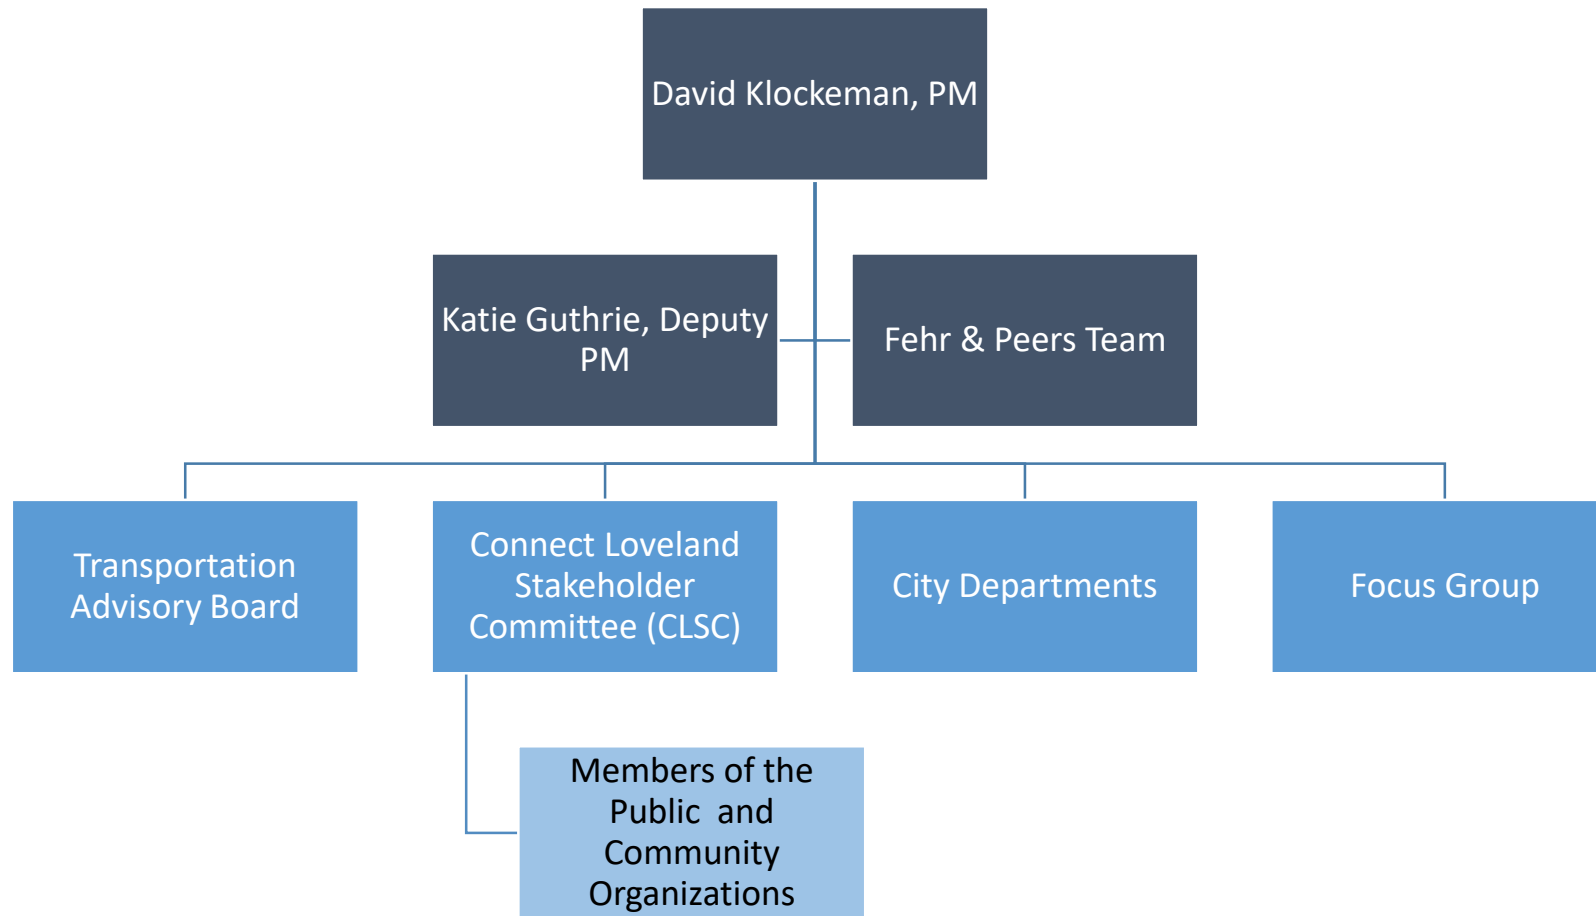 David Klockeman, PM
Katie Guthrie, Deputy
PM
Fehr & Peers Team
Transportation
Advisory Board
Connect Loveland
Stakeholder
Committee (CLSC)
City Departments
Focus Group
Members of the
Public  and
Community
Organizations